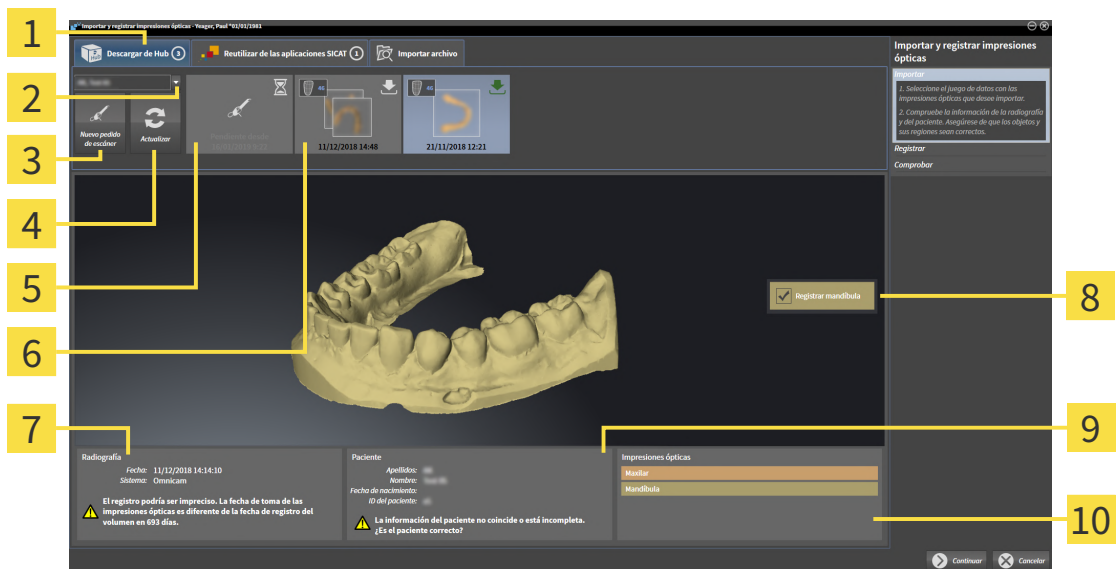 Importar y registrar impresiones ópticas - Yeager, Paul *01/01/1981
1
Descargar de Hub 3
Reutilizar de las aplicaciones SICAT 1
Importar archivo
Importar y registrar impresiones
ópticas
Importar
1. Seleccione el juego de datos con las
impresiones ópticas que desee importar.
2. Compruebe la información de la radiografía
y del paciente. Asegúrese de que los objetos y
sus regiones sean correctos.
Registrar
Comprobar
2
3
4
5
6
7
Nuevo pedido
de escáner
Actualizar
46
11/12/2018 14:48
46
21/11/2018 12:21
Registrar mandíbula
8
9
10
Radiografía
Fecha: 11/12/2018 14:14:10
Sistema: Omnicam
El registro podría ser impreciso. La fecha de toma de las
impresiones ópticas es diferente de la fecha de registro del
volumen en 693 días.
Paciente
Apellidos:
Nombre:
Fecha de nacimiento:
ID del paciente:
La información del paciente no coincide o está incompleta.
¿Es el paciente correcto?
Impresiones ópticas
Maxilar
Mandíbula
Continuar
Cancelar